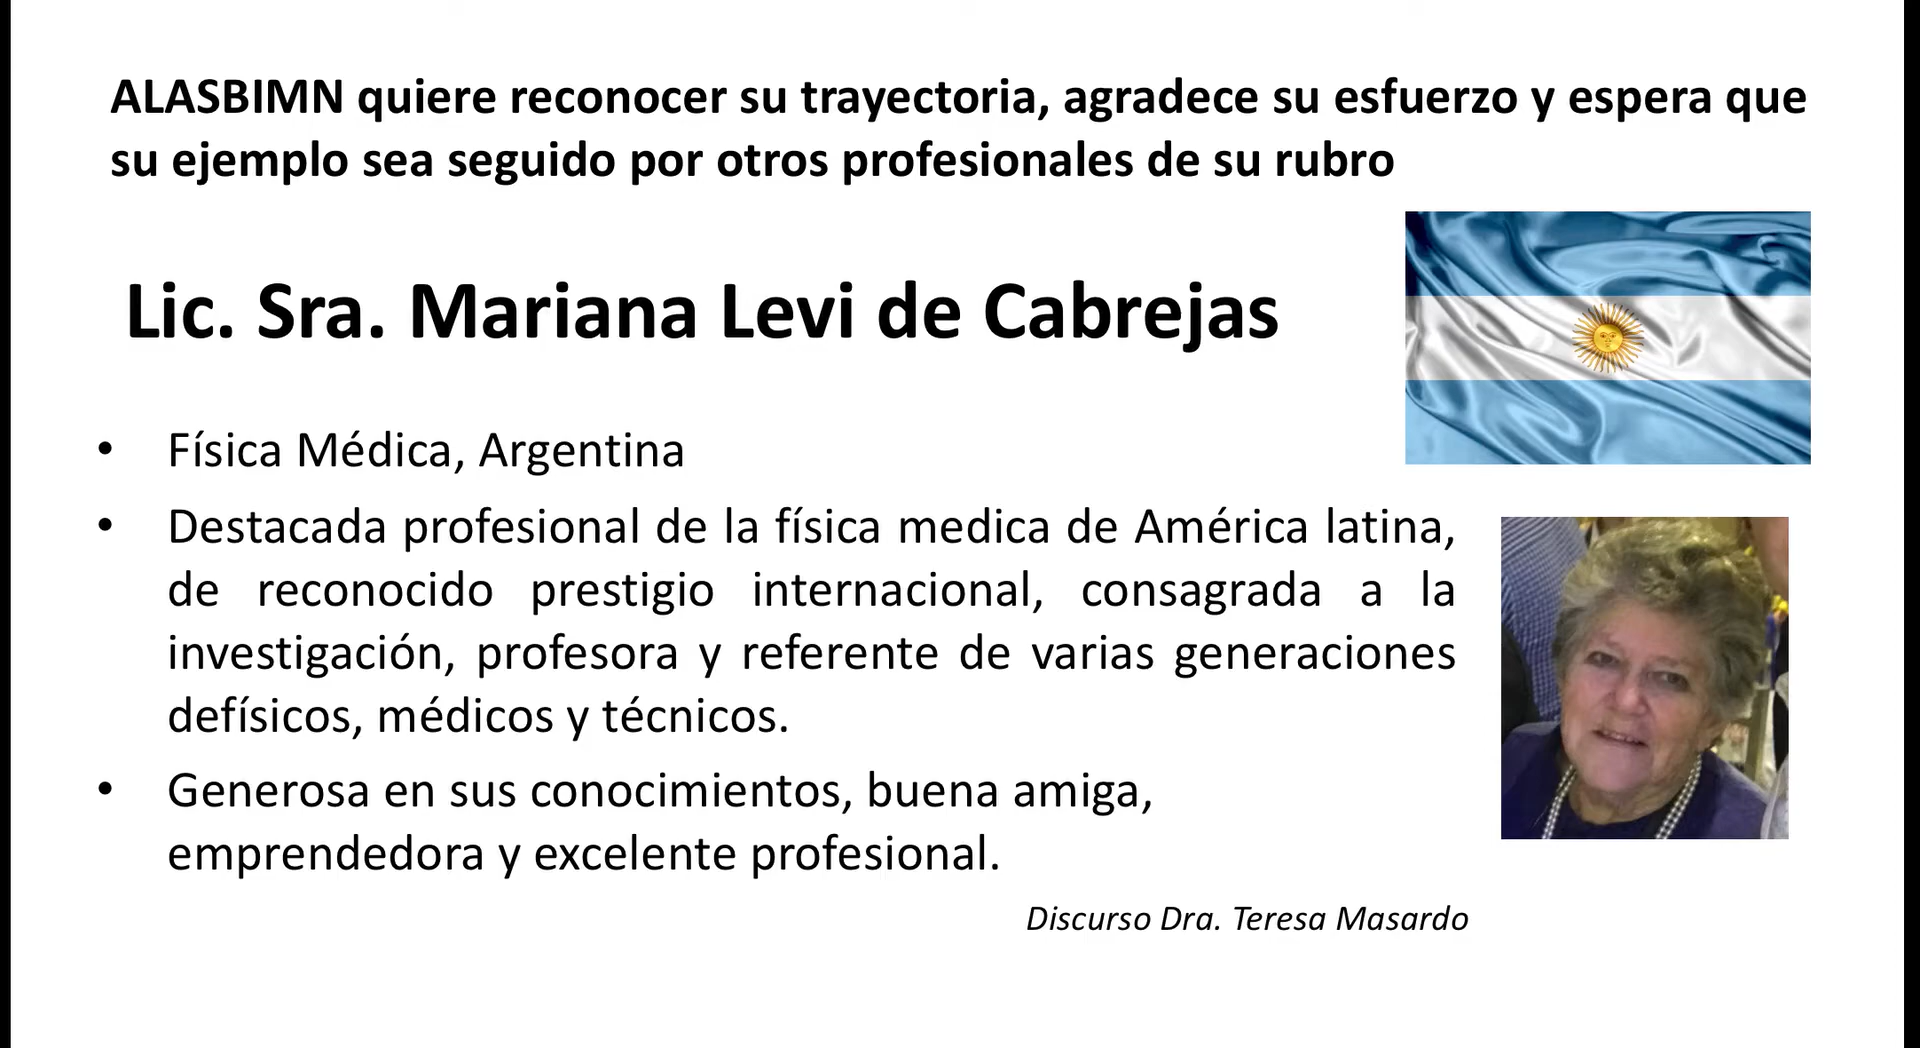 ALASBIMN quiere reconocer su trayectoria, agradece su esfuerzo y espera que
su ejemplo sea seguido por otros profesionales de su rubro
Lic. Sra. Mariana Levi de Cabrejas
• Física Médica, Argentina
• Destacada profesional de la física medica de América latina,
de reconocido prestigio internacional, consagrada a la
investigación, profesora y referente de varias generaciones
defísicos, médicos y técnicos.
• Generosa en sus conocimientos, buena amiga,
emprendedora y excelente profesional.
Discurso Dra. Teresa Masardo